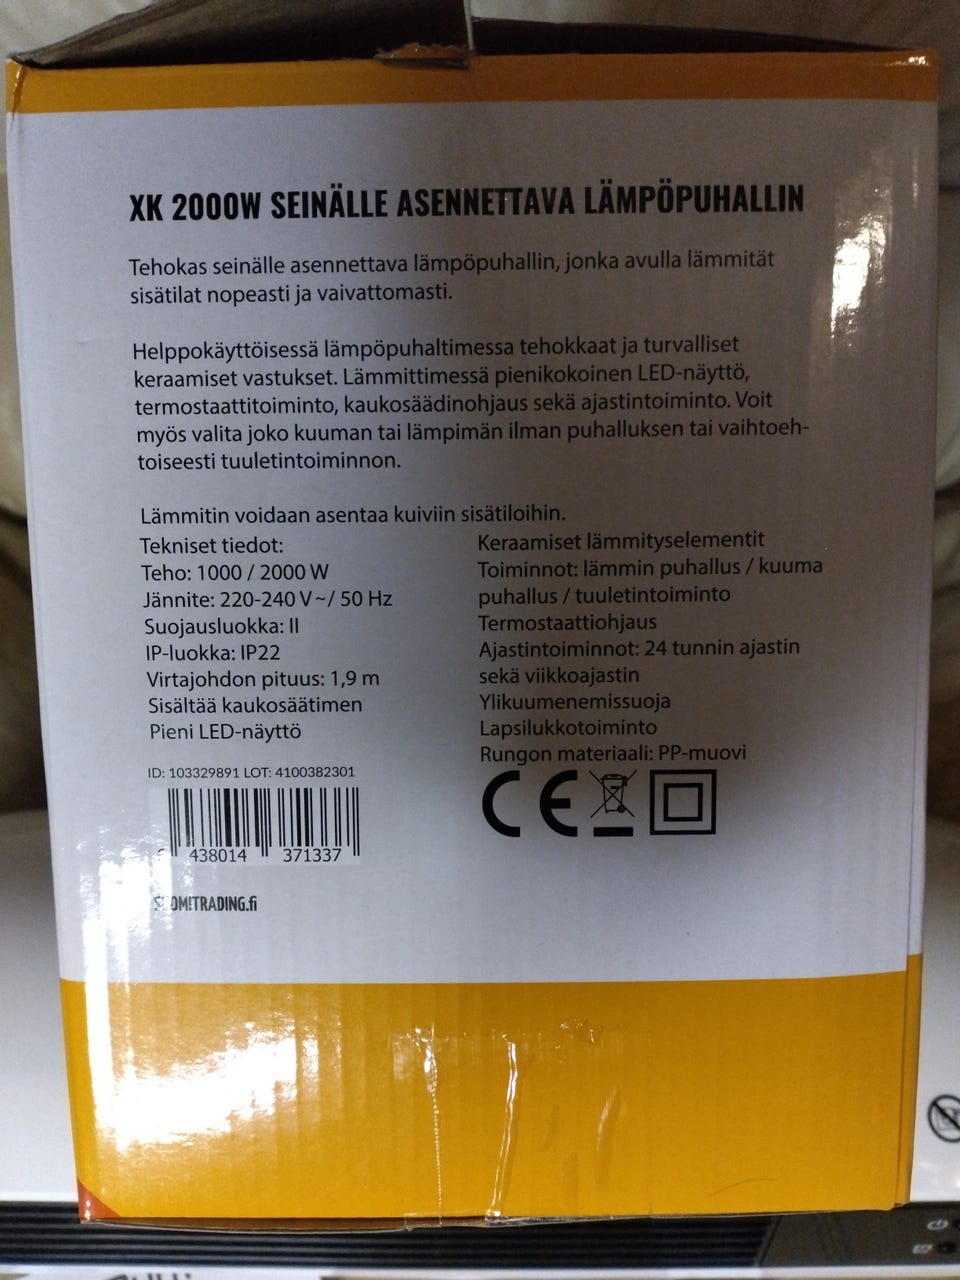 XK 2000W SEINÄLLE ASENNETTAVA LÄMPÖPUHALLIN
Tehokas seinälle asennettava lämpöpuhallin, jonka avulla lämmität
sisätilat nopeasti ja vaivattomasti.
Helppokäyttöisessä lämpöpuhaltimessa tehokkaat ja turvalliset
keraamiset vastukset. Lämmittimessä pienikokoinen LED-näyttö,
termostaattitoiminto, kaukosäädinohjaus sekä ajastintoiminto. Voit
myös valita joko kuuman tai lämpimän ilman puhalluksen tai vaihtoeh-
toiseesti tuuletintoiminnon.
Lämmitin voidaan asentaa kuiviin sisätiloihin.
Tekniset tiedot:
Teho: 1000 / 2000 W
Jännite: 220-240 V~/ 50 Hz
Suojausluokka: II
IP-luokka: IP22
Virtajohdon pituus: 1,9 m
Sisältää kaukosäätimen
Pieni LED-näyttö
Keraamiset lämmityselementit
Toiminnot: lämmin puhallus / kuuma
puhallus / tuuletintoiminto
Termostaattiohjaus
Ajastintoiminnot: 24 tunnin ajastin
sekä viikkoajastin
Ylikuumenemissuoja
Lapsilukkotoiminto
Rungon materiaali: PP-muovi
ID: 103329891 LOT: 4100382301
CE
6 438014 371337
SUOMITRADING.fi